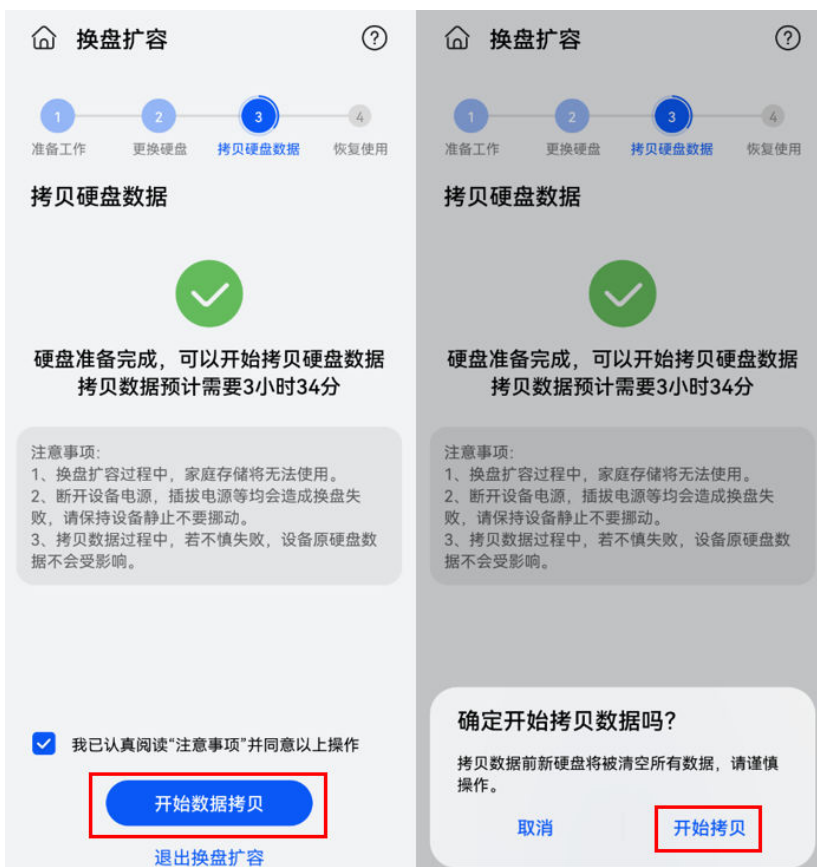 换盘扩容
?
1
2
3
4
准备工作
更换硬盘
拷贝硬盘数据
恢复使用
拷贝硬盘数据
硬盘准备完成，可以开始拷贝硬盘数据
拷贝数据预计需要3小时34分
注意事项:
1、换盘扩容过程中，家庭存储将无法使用。
2、断开设备电源，插拔电源等均会造成换盘失
败，请保持设备静止不要挪动。
3、拷贝数据过程中，若不慎失败，设备原硬盘数
据不会受影响。
我已认真阅读“注意事项”并同意以上操作
开始数据拷贝
退出换盘扩容
换盘扩容
?
1
2
3
4
准备工作
更换硬盘
拷贝硬盘数据
恢复使用
拷贝硬盘数据
硬盘准备完成，可以开始拷贝硬盘数据
拷贝数据预计需要3小时34分
注意事项:
1、换盘扩容过程中，家庭存储将无法使用。
2、断开设备电源，插拔电源等均会造成换盘失
败，请保持设备静止不要挪动。
3、拷贝数据过程中，若不慎失败，设备原硬盘数
据不会受影响。
确定开始拷贝数据吗？
拷贝数据前新硬盘将被清空所有数据，请谨慎
操作。
取消
开始拷贝